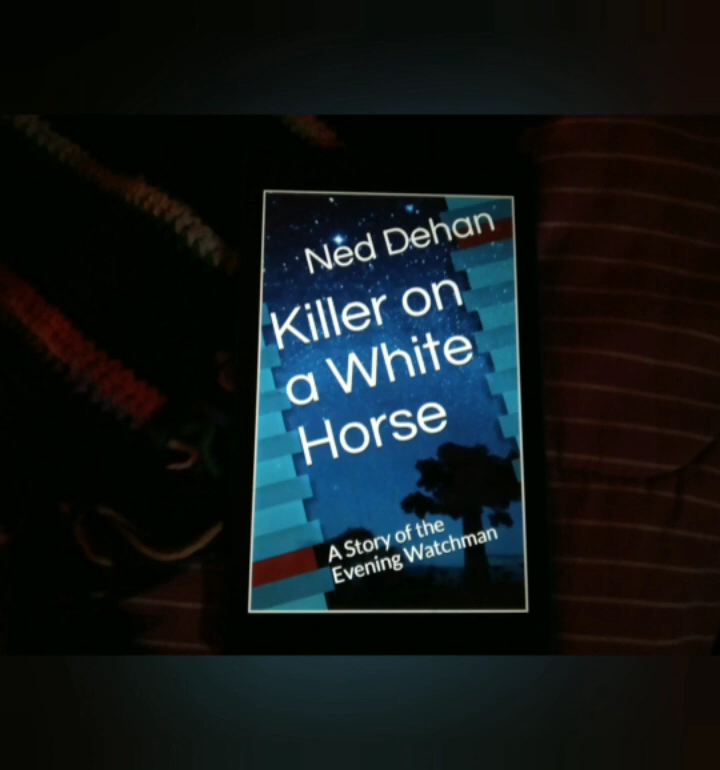 Ned Dehan
Killer on
a White
Horse
A Story of the
Evening Watchman